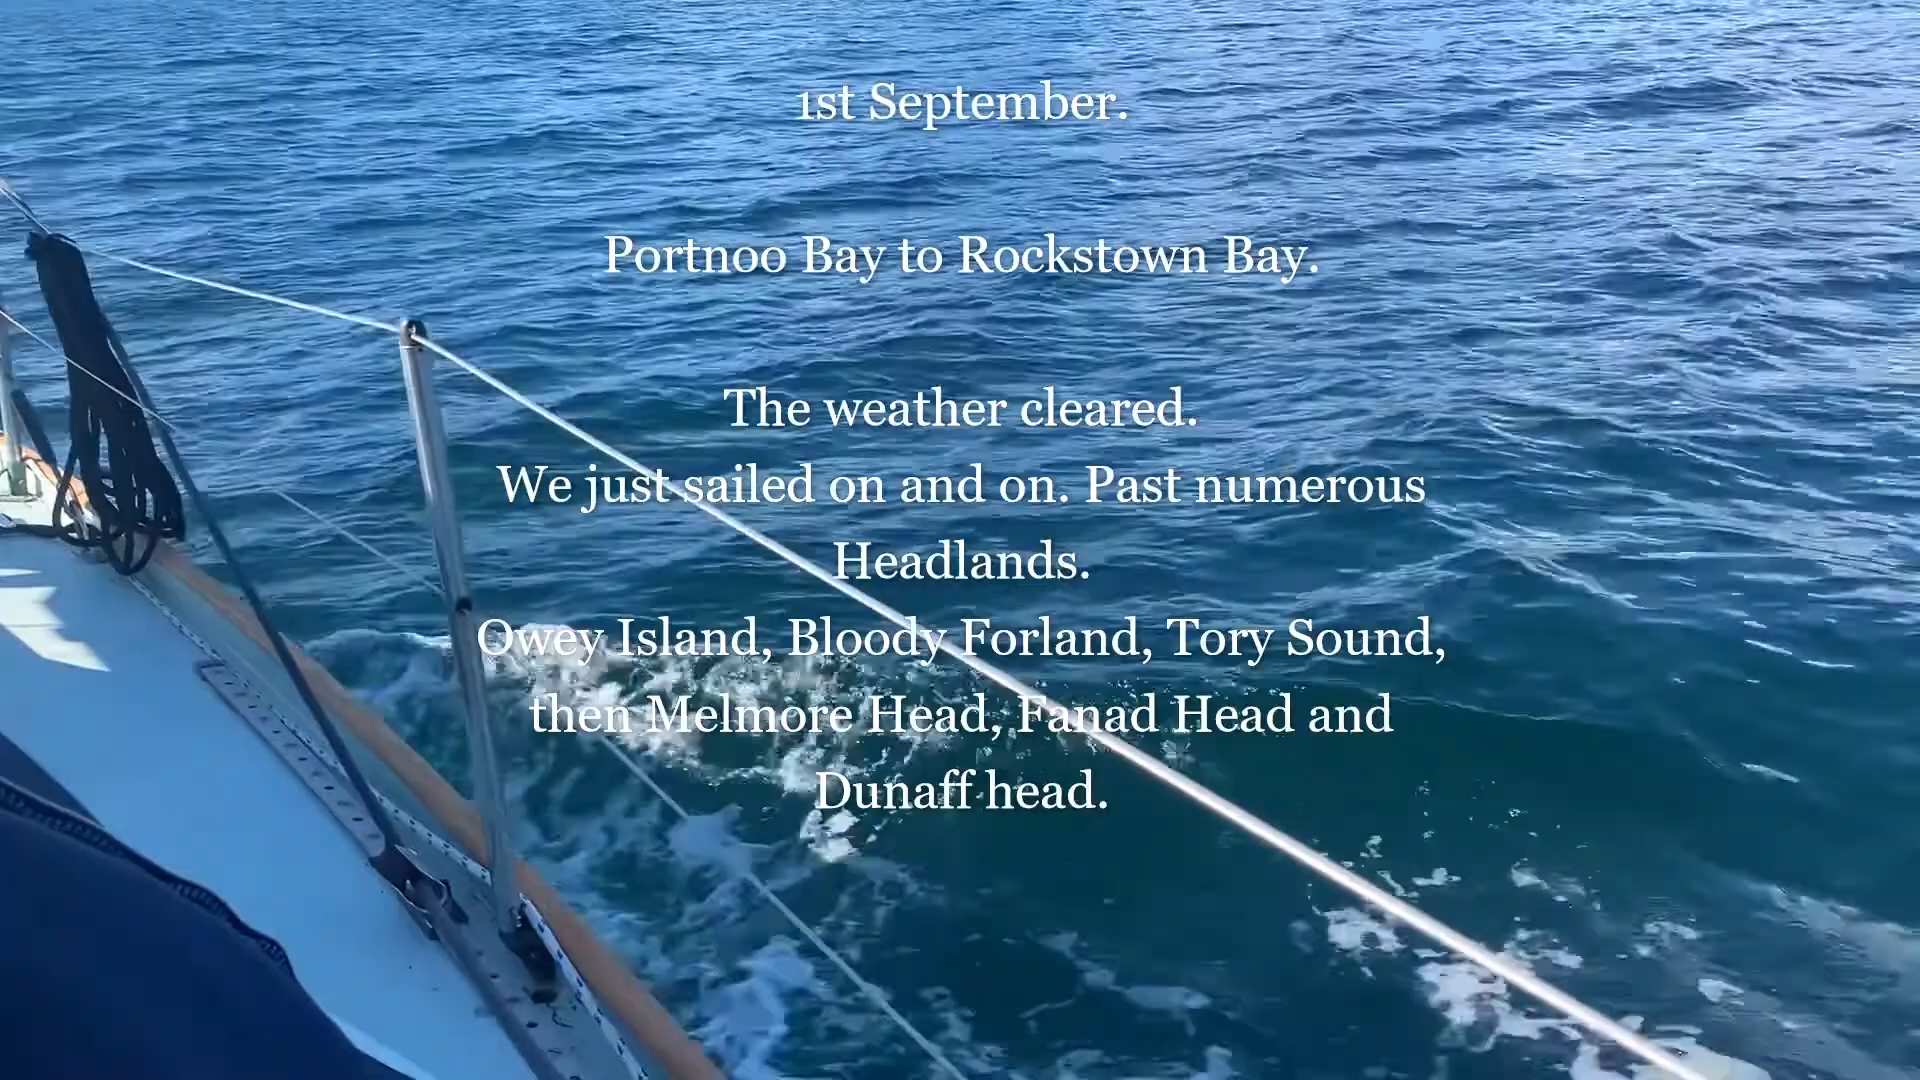 1st September.
Portnoo Bay to Rockstown Bay.
The weather cleared.
We just sailed on and on. Past numerous
Headlands.
Owey Island, Bloody Forland, Tory Sound,
then Melmore Head, Fanad Head and
Dunaff head.